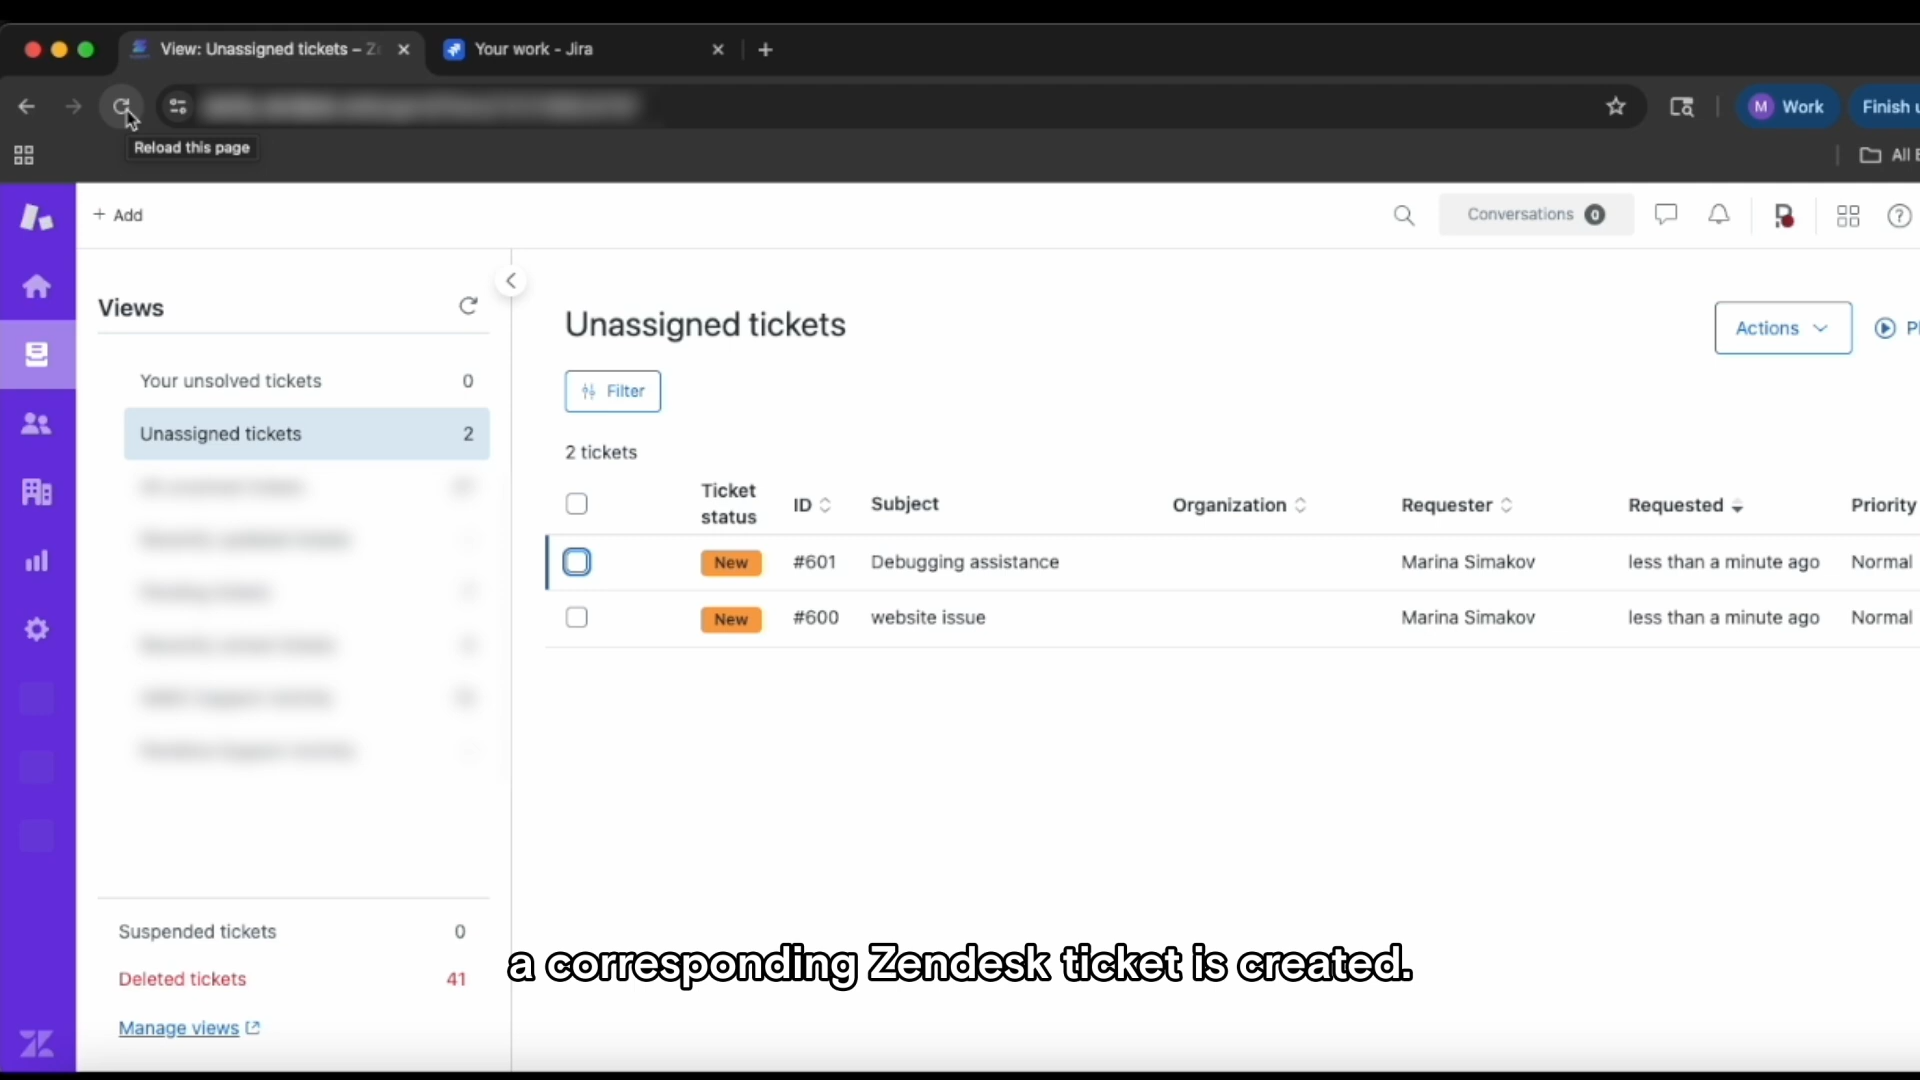 View: Unassigned tickets – Ze
Your work - Jira
M Work
Finish u
Reload this page
All B
+ Add
Conversations 0
Views
Your unsolved tickets 0
Unassigned tickets 2
Suspended tickets 0
Deleted tickets 41
Manage views
Unassigned tickets
Actions
Pl
Filter
2 tickets
Ticket status ID Subject Organization Requester Requested Priority
New #601 Debugging assistance Marina Simakov less than a minute ago Normal
New #600 website issue Marina Simakov less than a minute ago Normal
a corresponding Zendesk ticket is created.